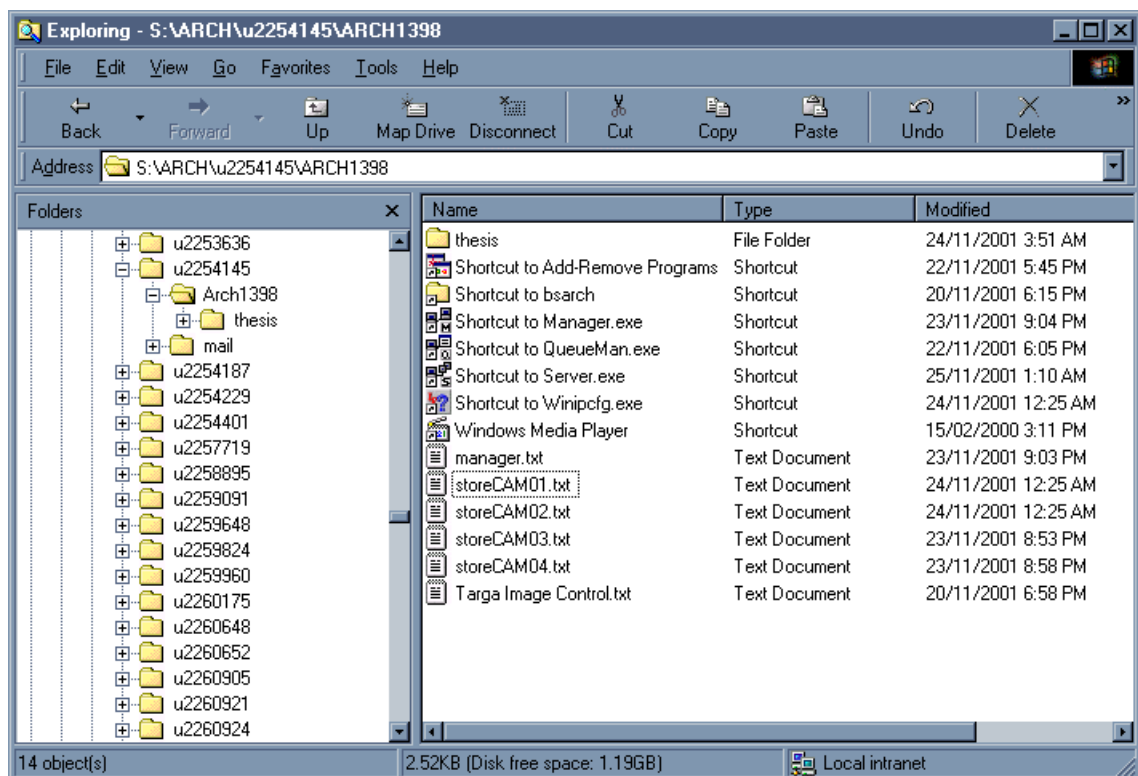 Exploring - S:\ARCH\u2254145\ARCH1398
File Edit View Go Favorites Tools Help
Back Forward Up Map Drive Disconnect Cut Copy Paste Undo Delete »
Address S:\ARCH\u2254145\ARCH1398
Folders
u2253636
u2254145
Arch1398
thesis
mail
u2254187
u2254229
u2254401
u2257719
u2258895
u2259091
u2259648
u2259824
u2259960
u2260175
u2260648
u2260652
u2260905
u2260921
u2260924
Name Type Modified
thesis File Folder 24/11/2001 3:51 AM
Shortcut to Add-Remove Programs Shortcut 22/11/2001 5:45 PM
Shortcut to bsarch Shortcut 20/11/2001 6:15 PM
Shortcut to Manager.exe Shortcut 23/11/2001 9:04 PM
Shortcut to QueueMan.exe Shortcut 22/11/2001 6:05 PM
Shortcut to Server.exe Shortcut 25/11/2001 1:10 AM
Shortcut to Winipcfg.exe Shortcut 24/11/2001 12:25 AM
Windows Media Player Shortcut 15/02/2000 3:11 PM
manager.txt Text Document 23/11/2001 9:03 PM
storeCAM01.txt Text Document 24/11/2001 12:25 AM
storeCAM02.txt Text Document 24/11/2001 12:25 AM
storeCAM03.txt Text Document 23/11/2001 8:53 PM
storeCAM04.txt Text Document 23/11/2001 8:58 PM
Targa Image Control.txt Text Document 20/11/2001 6:58 PM
14 object(s) 2.52KB (Disk free space: 1.19GB) Local intranet